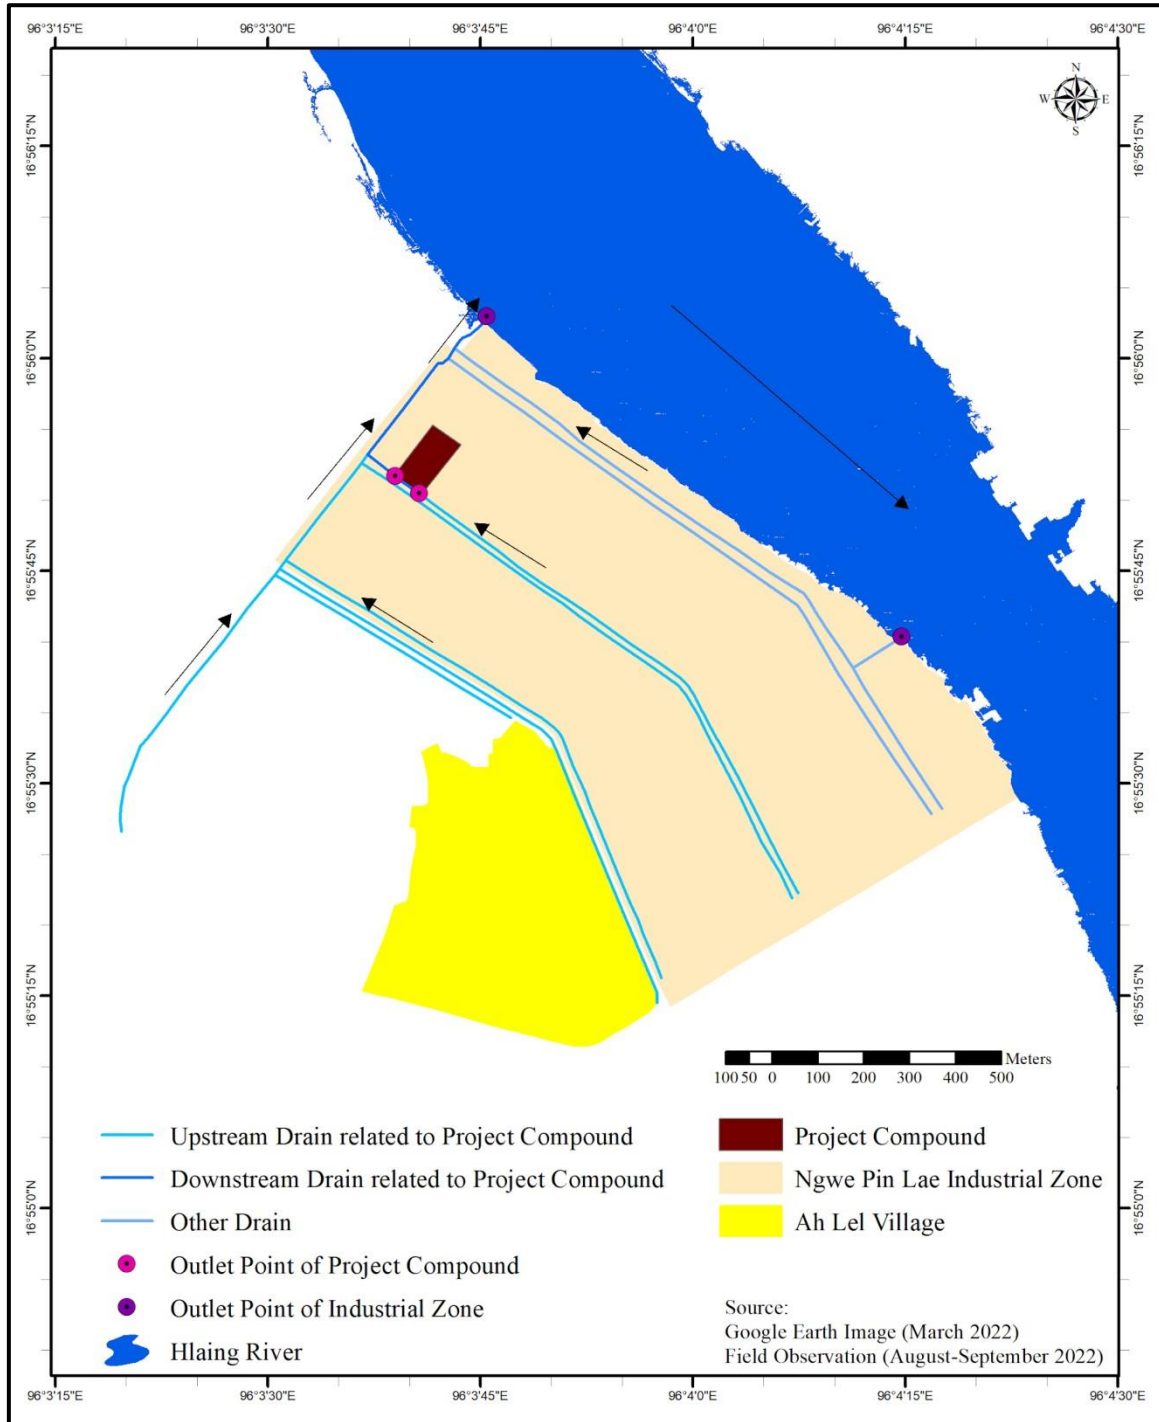 96°3'15"E 96°3'30"E 96°3'45"E 96°4'0"E 96°4'15"E 96°4'30"E
N
W E
S
16°56'15"N 16°56'15"N
16°56'0"N 16°56'0"N
16°55'45"N 16°55'45"N
16°55'30"N 16°55'30"N
16°55'15"N 16°55'15"N
16°55'0"N 16°55'0"N
Meters
100 50 0 100 200 300 400 500
Upstream Drain related to Project Compound
Downstream Drain related to Project Compound
Other Drain
Outlet Point of Project Compound
Outlet Point of Industrial Zone
Hlaing River
Project Compound
Ngwe Pin Lae Industrial Zone
Ah Lel Village
Source:
Google Earth Image (March 2022)
Field Observation (August-September 2022)
96°3'15"E 96°3'30"E 96°3'45"E 96°4'0"E 96°4'15"E 96°4'30"E